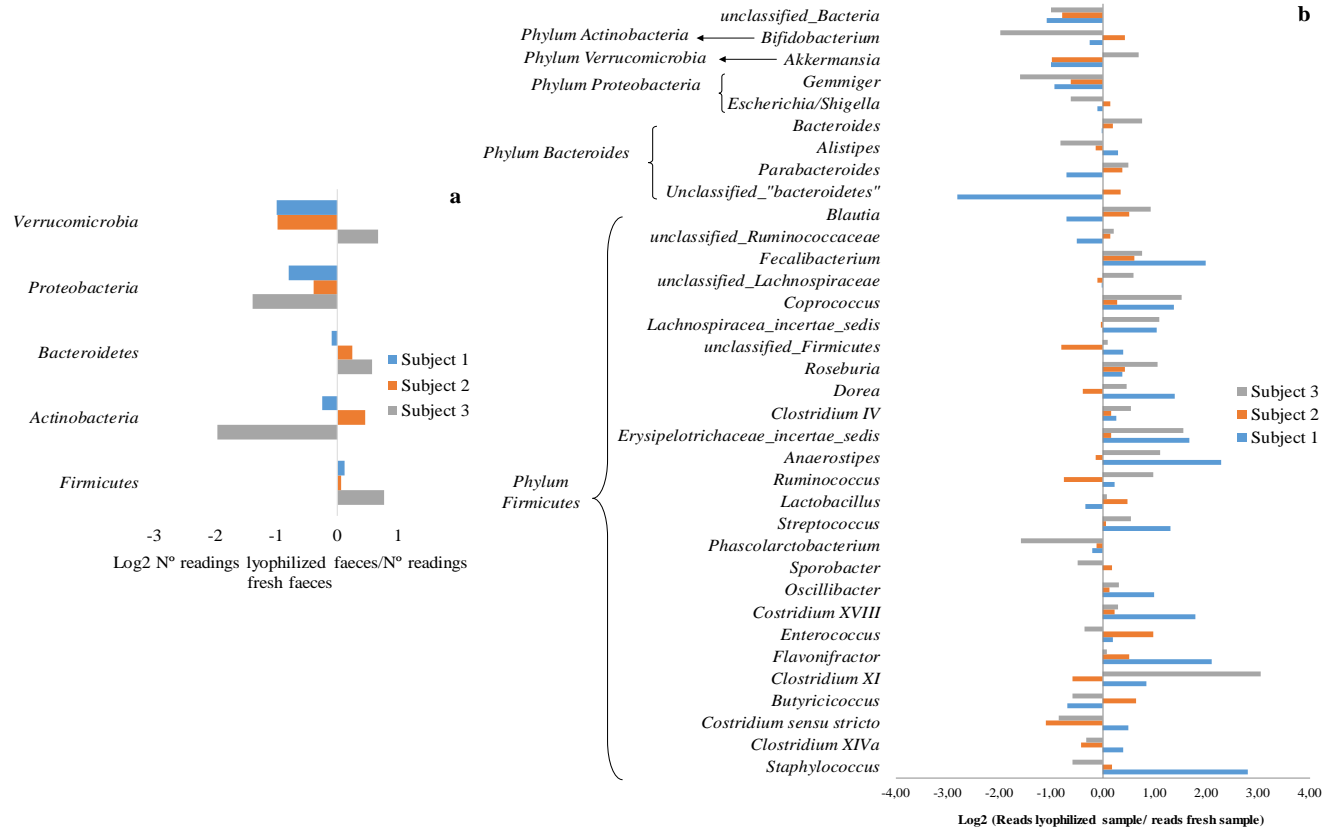 a
Verrucomicrobia
Proteobacteria
Bacteroidetes
Actinobacteria
Firmicutes
Subject 1
Subject 2
Subject 3
-3 -2 -1 0 1
Log2 Nº readings lyophilized faeces/Nº readings
fresh faeces
b
unclassified_Bacteria
Phylum Actinobacteria Bifidobacterium
Phylum Verrucomicrobia Akkermansia
Phylum Proteobacteria
Gemmiger
Escherichia/Shigella
Phylum Bacteroides
Bacteroides
Alistipes
Parabacteroides
Unclassified_"bacteroidetes"
Phylum
Firmicutes
Blautia
unclassified_Ruminococcaceae
Fecalibacterium
unclassified_Lachnospiraceae
Coprococcus
Lachnospiracea_incertae_sedis
unclassified_Firmicutes
Roseburia
Dorea
Clostridium IV
Erysipelotrichaceae_incertae_sedis
Anaerostipes
Ruminococcus
Lactobacillus
Streptococcus
Phascolarctobacterium
Sporobacter
Oscillibacter
Costridium XVIII
Enterococcus
Flavonifractor
Clostridium XI
Butyricicoccus
Costridium sensu stricto
Clostridium XIVa
Staphylococcus
Subject 3
Subject 2
Subject 1
-4,00 -3,00 -2,00 -1,00 0,00 1,00 2,00 3,00 4,00
Log2 (Reads lyophilized sample/ reads fresh sample)